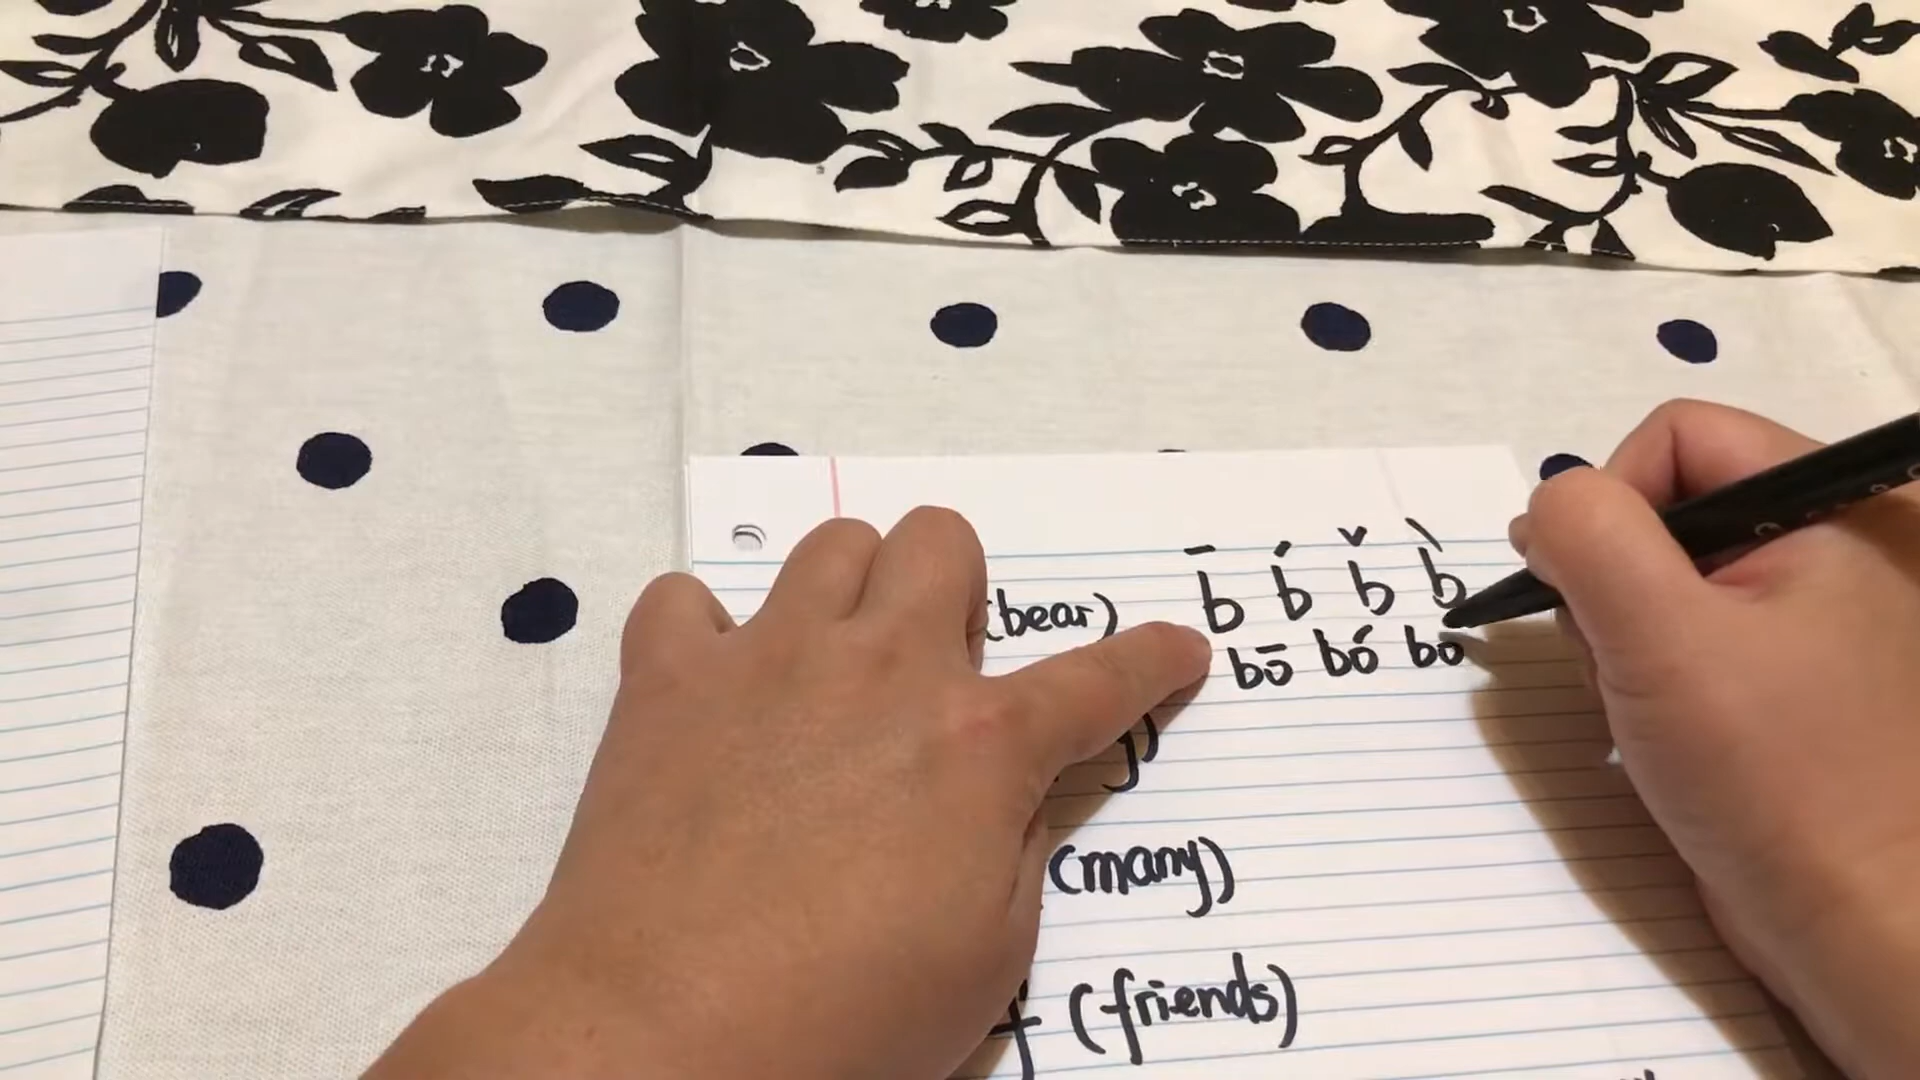 (bear) b̄ b́ b̌ b̀
bō bó bo
(many)
f (friends)